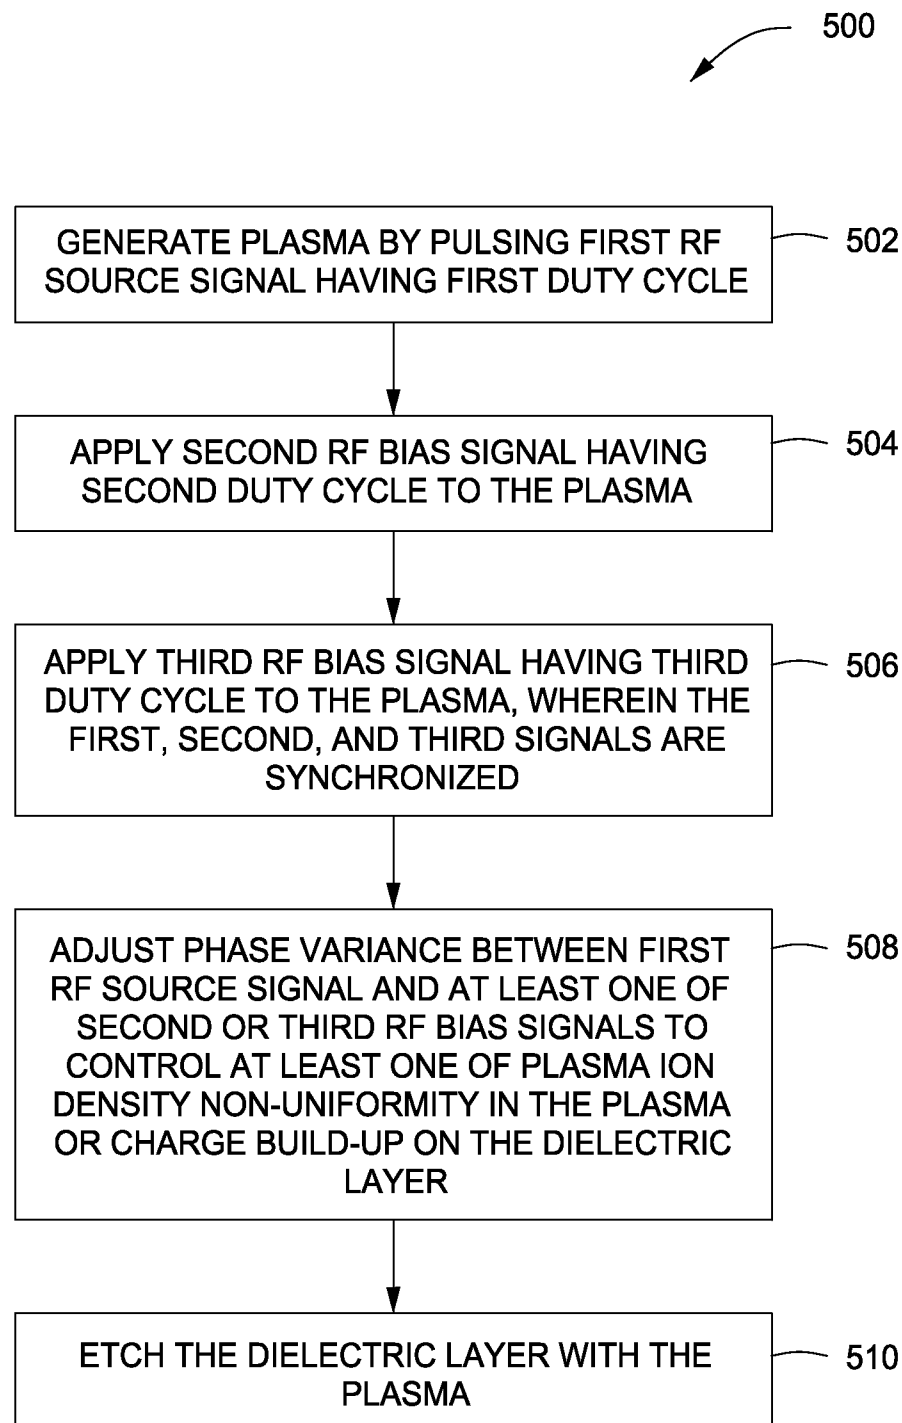 500
GENERATE PLASMA BY PULSING FIRST RF
SOURCE SIGNAL HAVING FIRST DUTY CYCLE
502
APPLY SECOND RF BIAS SIGNAL HAVING
SECOND DUTY CYCLE TO THE PLASMA
504
APPLY THIRD RF BIAS SIGNAL HAVING THIRD
DUTY CYCLE TO THE PLASMA, WHEREIN THE
FIRST, SECOND, AND THIRD SIGNALS ARE
SYNCHRONIZED
506
ADJUST PHASE VARIANCE BETWEEN FIRST
RF SOURCE SIGNAL AND AT LEAST ONE OF
SECOND OR THIRD RF BIAS SIGNALS TO
CONTROL AT LEAST ONE OF PLASMA ION
DENSITY NON-UNIFORMITY IN THE PLASMA
OR CHARGE BUILD-UP ON THE DIELECTRIC
LAYER
508
ETCH THE DIELECTRIC LAYER WITH THE
PLASMA
510